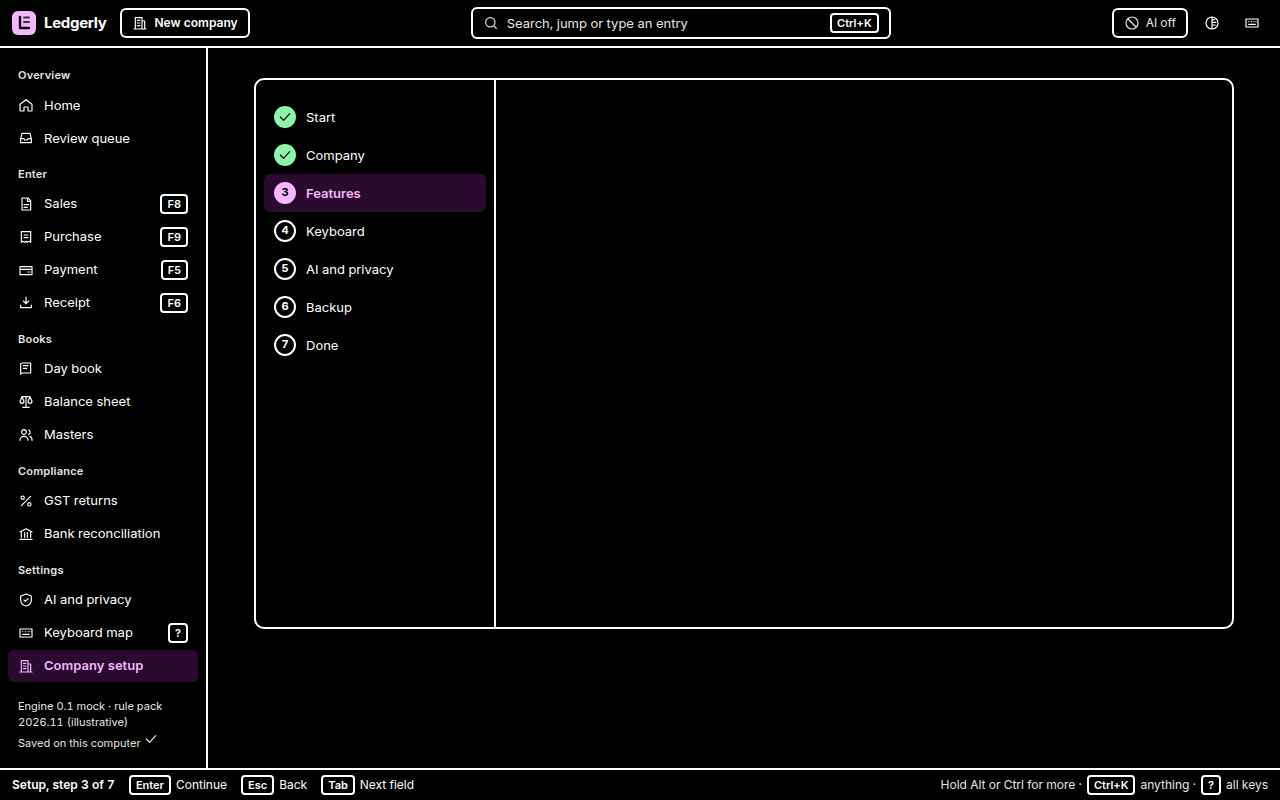 Ledgerly
New company
Search, jump or type an entry
Ctrl+K
AI off
Overview
Home
Review queue
Enter
Sales F8
Purchase F9
Payment F5
Receipt F6
Books
Day book
Balance sheet
Masters
Compliance
GST returns
Bank reconciliation
Settings
AI and privacy
Keyboard map ?
Company setup
Engine 0.1 mock · rule pack
2026.11 (illustrative)
Saved on this computer
Start
Company
3 Features
4 Keyboard
5 AI and privacy
6 Backup
7 Done
Setup, step 3 of 7 Enter Continue Esc Back Tab Next field
Hold Alt or Ctrl for more · Ctrl+K anything · ? all keys